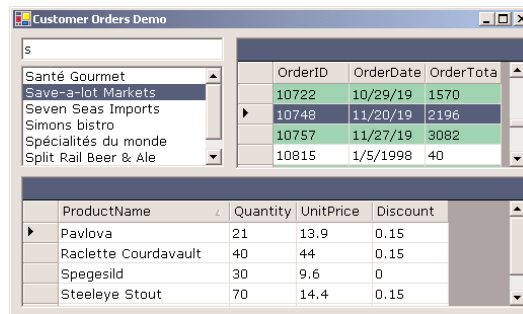 Customer Orders Demo
s
Santé Gourmet
Save-a-lot Markets
Seven Seas Imports
Simons bistro
Spécialités du monde
Split Rail Beer & Ale
OrderID OrderDate OrderTota
10722 10/29/19 1570
10748 11/20/19 2196
10757 11/27/19 3082
10815 1/5/1998 40
ProductName Quantity UnitPrice Discount
Pavlova 21 13.9 0.15
Raclette Courdavault 40 44 0.15
Spegesild 30 9.6 0
Steeleye Stout 70 14.4 0.15